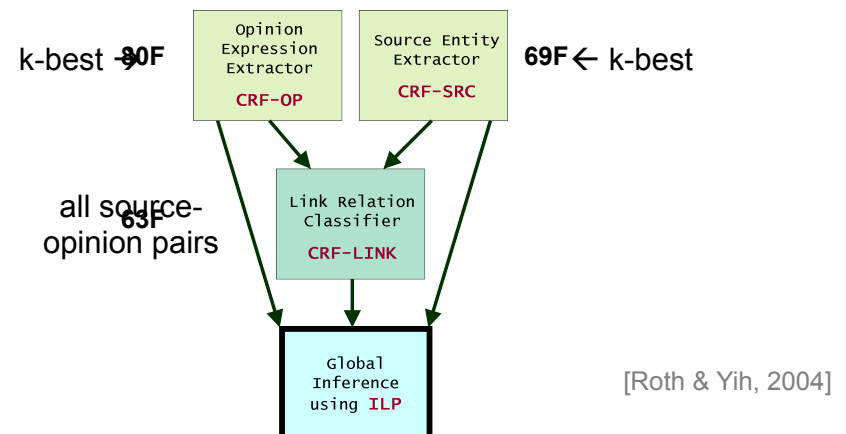 Opinion
Expression
Extractor
CRF-OP
Source Entity
Extractor
CRF-SRC
k-best → 80F
69F ← k-best
all source-
63F
opinion pairs
Link Relation
Classifier
CRF-LINK
Global
Inference
using ILP
[Roth & Yih, 2004]